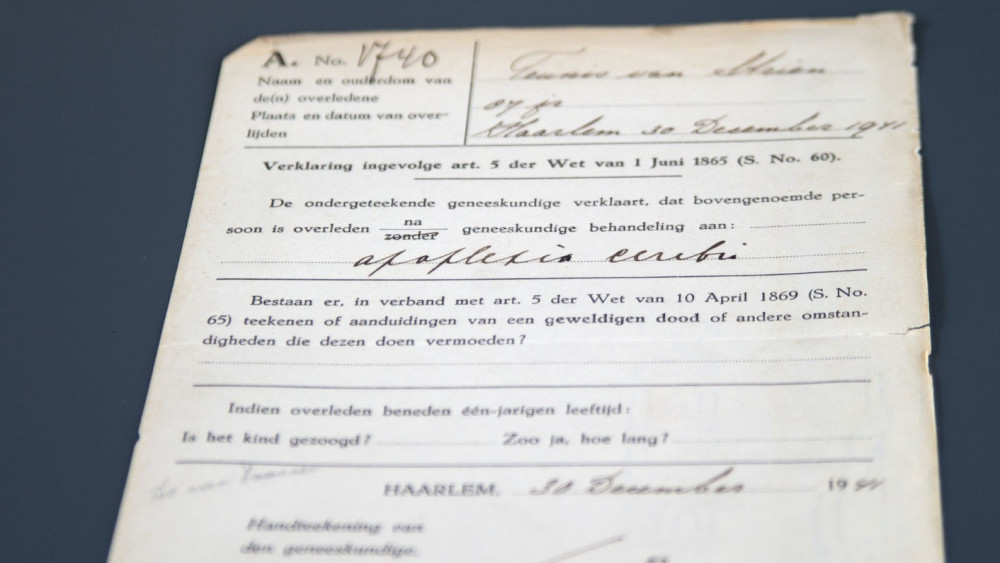 A. No. 1740
Naam en ouderdom van
de(n) overledene
Plaats en datum van over-
lijden
Teunis van
jr
Haarlem 30 December 1941
Verklaring ingevolge art. 5 der Wet van 1 Juni 1865 (S. No. 60).
De ondergeteekende geneeskundige verklaart, dat bovengenoemde per-
soon is overleden na zonder geneeskundige behandeling aan:
apoplexia cerebri
Bestaan er, in verband met art. 5 der Wet van 10 April 1869 (S. No.
65) teekenen of aanduidingen van een geweldigen dood of andere omstan-
digheden die dezen doen vermoeden?
Indien overleden beneden één-jarigen leeftijd:
Is het kind gezoogd? Zoo ja, hoe lang?
HAARLEM, 30 December 1941
Handteekening van
den geneeskundige,